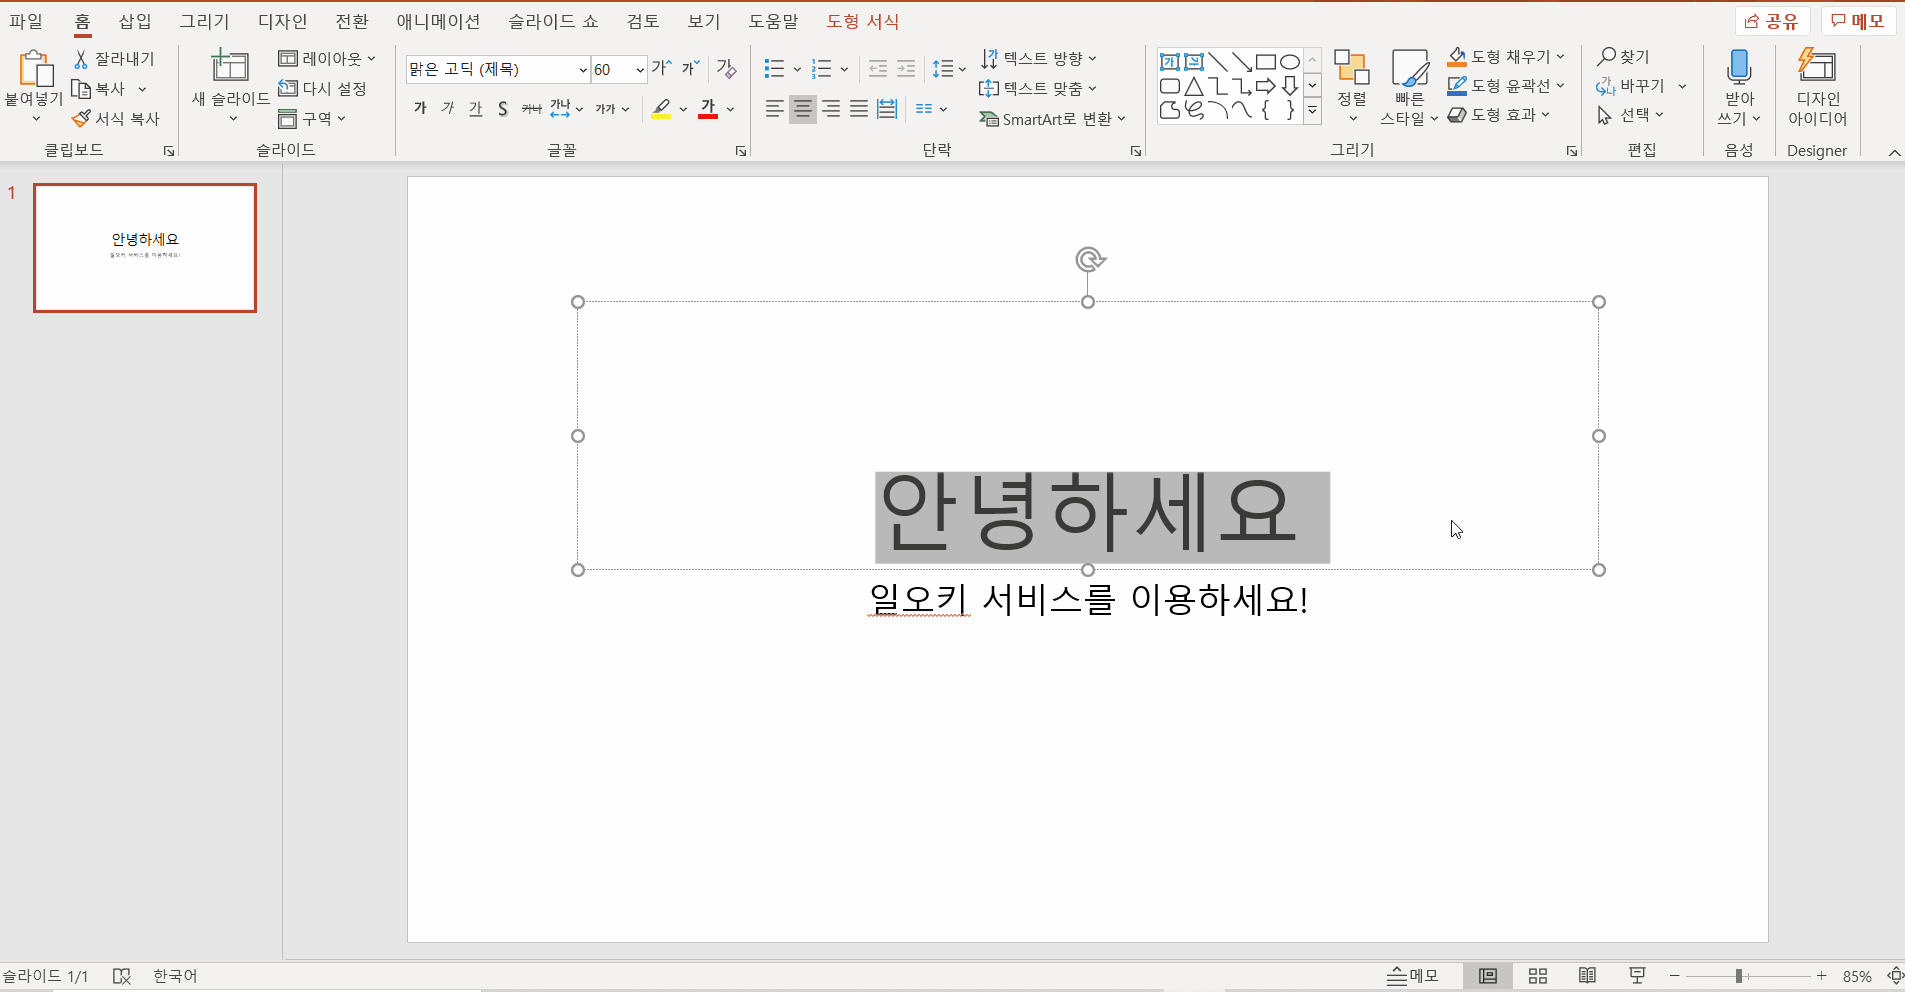 파일 홈 삽입 그리기 디자인 전환 애니메이션 슬라이드 쇼 검토 보기 도움말 도형 서식 공유 메모
붙여넣기 잘라내기 복사 서식 복사
클립보드
새 슬라이드 레이아웃 다시 설정 구역
슬라이드
맑은 고딕 (제목) 60 가 가 가
가 가 가 S 가나 가나 가가 가
글꼴
텍스트 방향
텍스트 맞춤
SmartArt로 변환
단락
정렬 빠른 스타일
도형 채우기
도형 윤곽선
도형 효과
그리기
찾기
바꾸기
선택
편집
받아쓰기
음성
디자인 아이디어
Designer
1
안녕하세요
일오키 서비스를 이용하세요!
안녕하세요
일오키 서비스를 이용하세요!
슬라이드 1/1 한국어 메모 85%